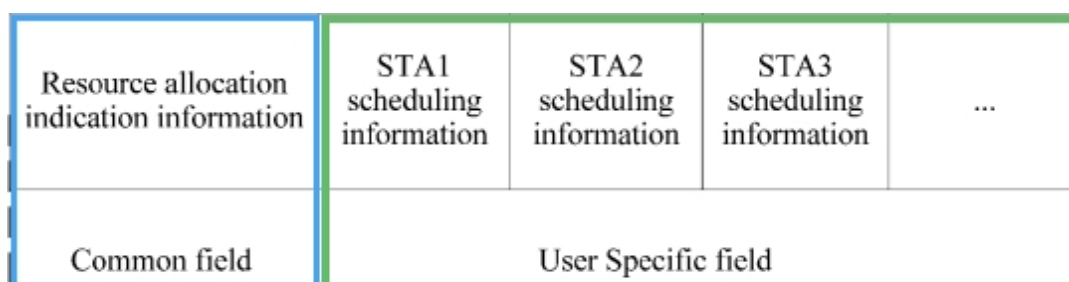 Resource allocation
indication information
STA1
scheduling
information
STA2
scheduling
information
STA3
scheduling
information
...
Common field
User Specific field